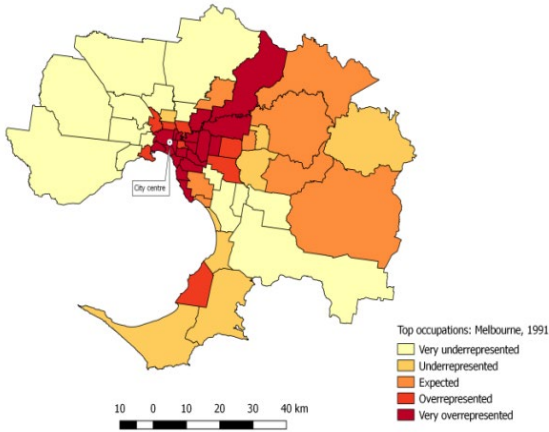 City centre
Top occupations: Melbourne, 1991
Very underrepresented
Underrepresented
Expected
Overrepresented
Very overrepresented
10 0 10 20 30 40 km